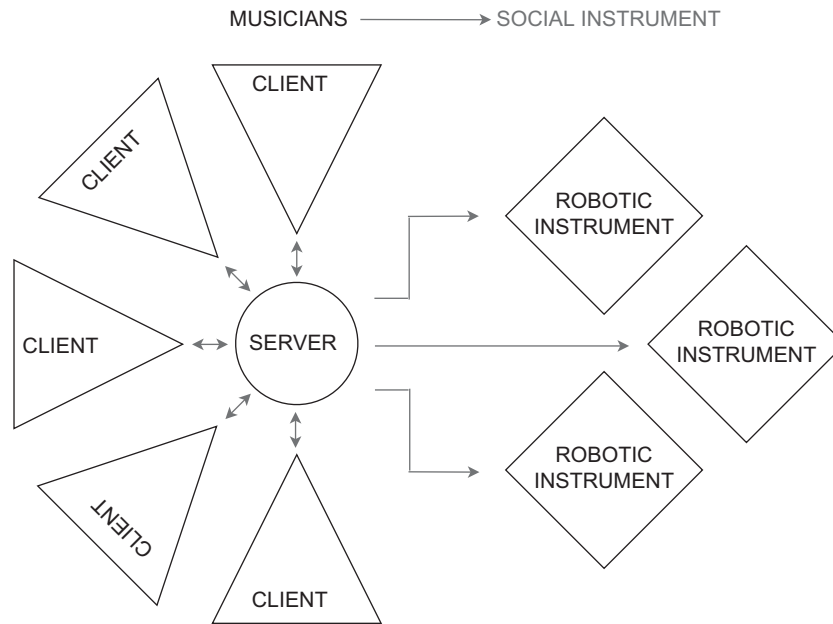 MUSICIANS SOCIAL INSTRUMENT
CLIENT
CLIENT
CLIENT
CLIENT
CLIENT
SERVER
ROBOTIC
INSTRUMENT
ROBOTIC
INSTRUMENT
ROBOTIC
INSTRUMENT